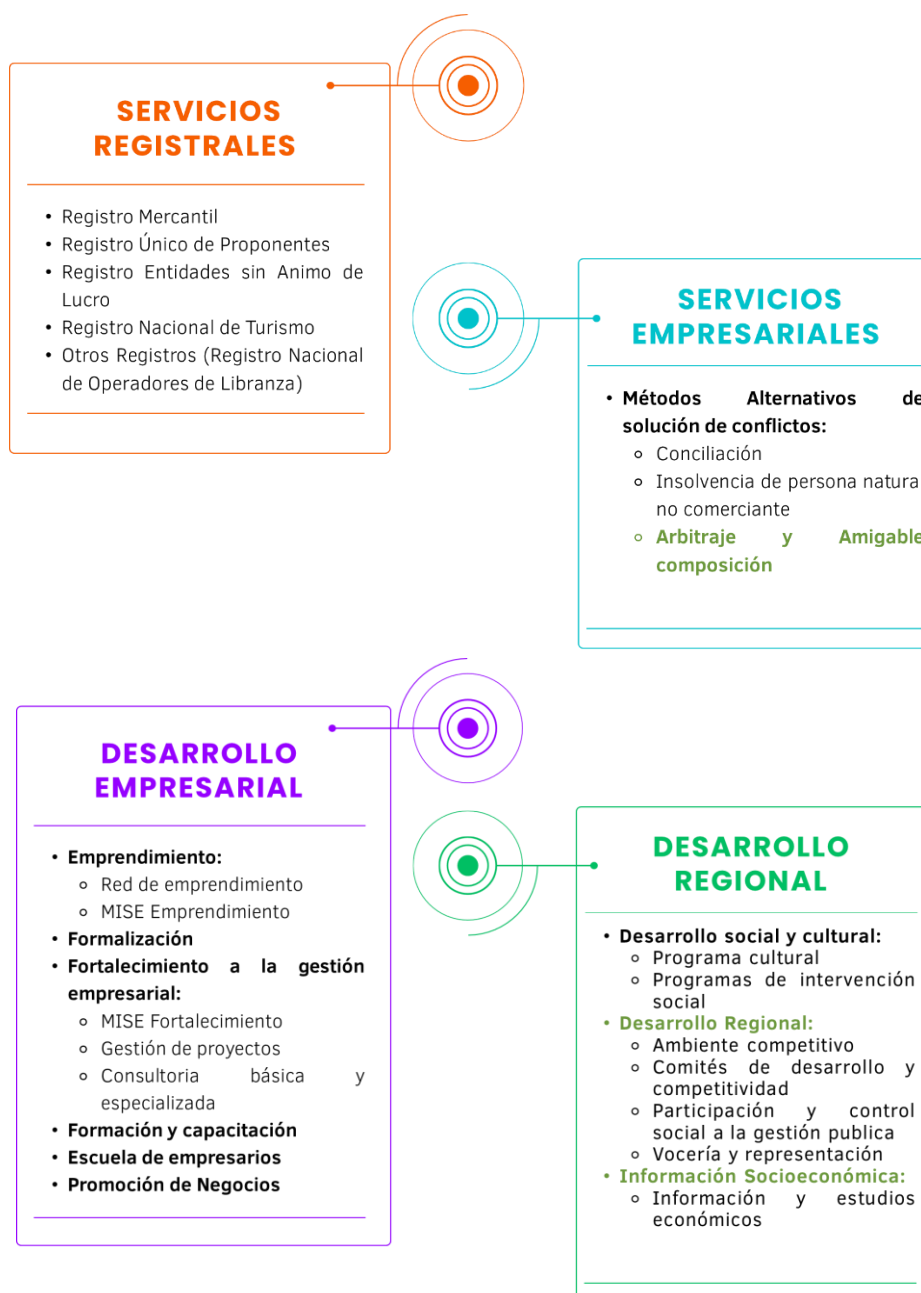 SERVICIOS
REGISTRALES
• Registro Mercantil
• Registro Único de Proponentes
• Registro Entidades sin Animo de
Lucro
• Registro Nacional de Turismo
• Otros Registros (Registro Nacional
de Operadores de Libranza)
SERVICIOS
EMPRESARIALES
• Métodos Alternativos de
solución de conflictos:
Conciliación
Insolvencia de persona natura
no comerciante
Arbitraje y Amigable
composición
DESARROLLO
EMPRESARIAL
• Emprendimiento:
Red de emprendimiento
MISE Emprendimiento
• Formalización
• Fortalecimiento a la gestión
empresarial:
MISE Fortalecimiento
Gestión de proyectos
Consultoria básica y
especializada
• Formación y capacitación
• Escuela de empresarios
• Promoción de Negocios
DESARROLLO
REGIONAL
• Desarrollo social y cultural:
Programa cultural
Programas de intervención
social
• Desarrollo Regional:
Ambiente competitivo
Comités de desarrollo y
competitividad
Participación y control
social a la gestión publica
Vocería y representación
• Información Socioeconómica:
Información y estudios
económicos